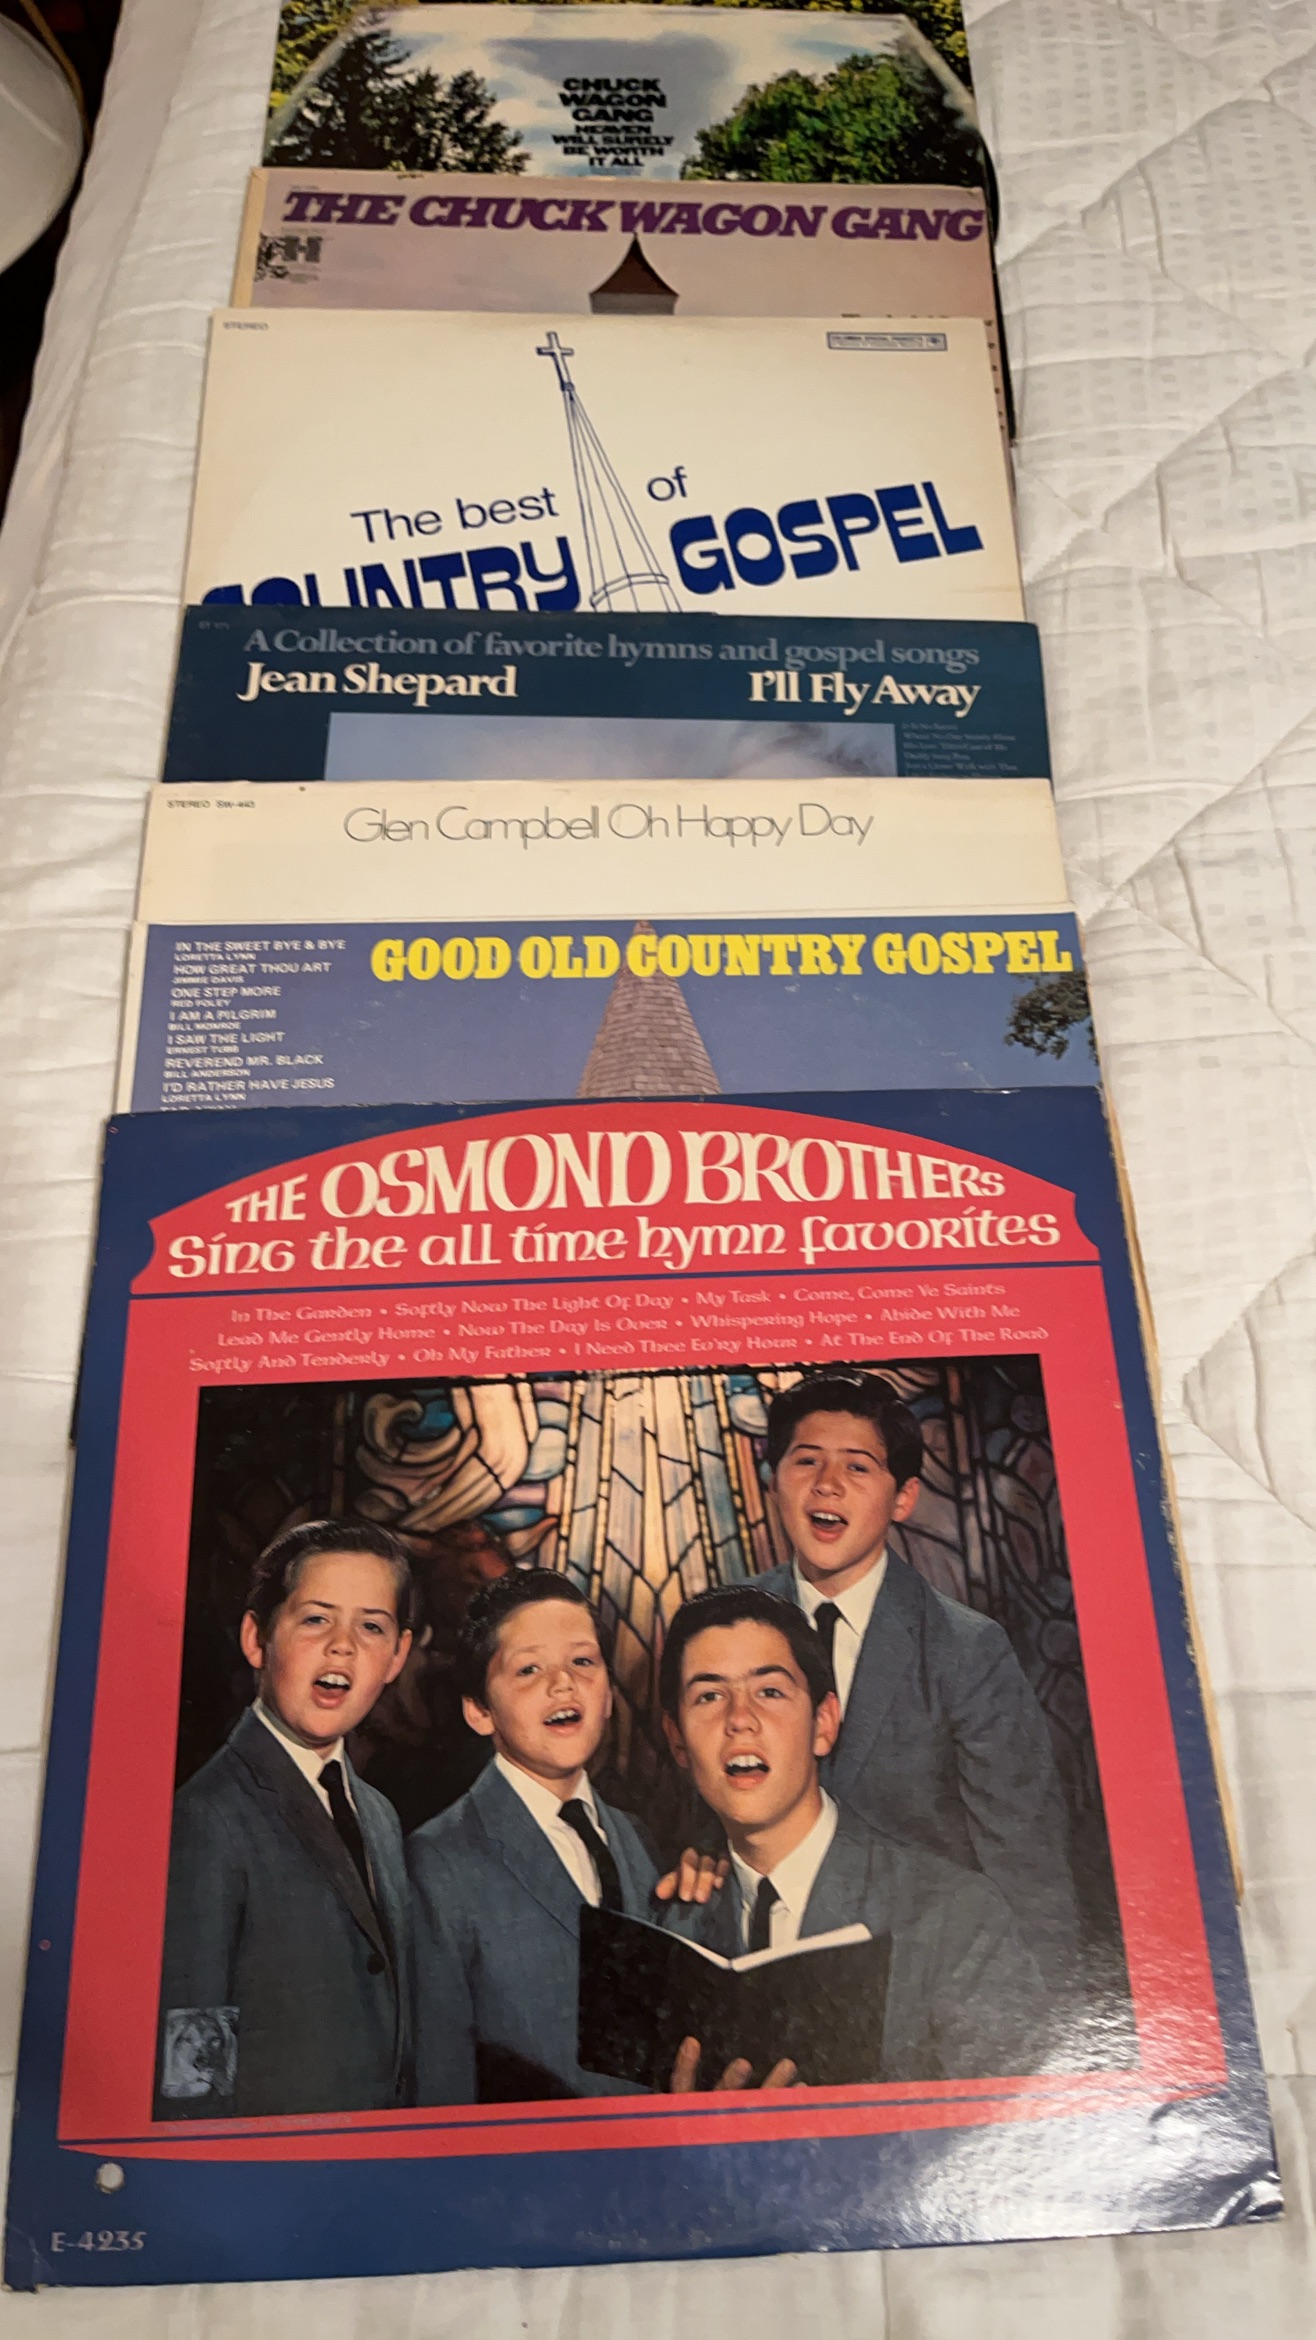 CHUCK
WAGON
GANG
HEAVEN
WILL SURELY
BE WORTH
IT ALL
THE CHUCK WAGON GANG
H
STEREO
The best of
COUNTRY GOSPEL
A Collection of favorite hymns and gospel songs
Jean Shepard I'll Fly Away
STEREO SW-443
Glen Campbell Oh Happy Day
GOOD OLD COUNTRY GOSPEL
IN THE SWEET BYE & BYE
LORETTA LYNN
HOW GREAT THOU ART
JIMMIE DAVIS
ONE STEP MORE
RED FOLEY
I AM A PILGRIM
BILL MONROE
I SAW THE LIGHT
ERNEST TUBB
REVEREND MR. BLACK
BILL ANDERSON
I'D RATHER HAVE JESUS
LORETTA LYNN
THE OSMOND BROTHERS
Sing the all time hymn favorites
In The Garden • Softly Now The Light Of Day • My Task • Come, Come Ye Saints
Lead Me Gently Home • Now The Day Is Over • Whispering Hope • Abide With Me
Softly And Tenderly • Oh My Father • I Need Thee Ev'ry Hour • At The End Of The Road
E-4235